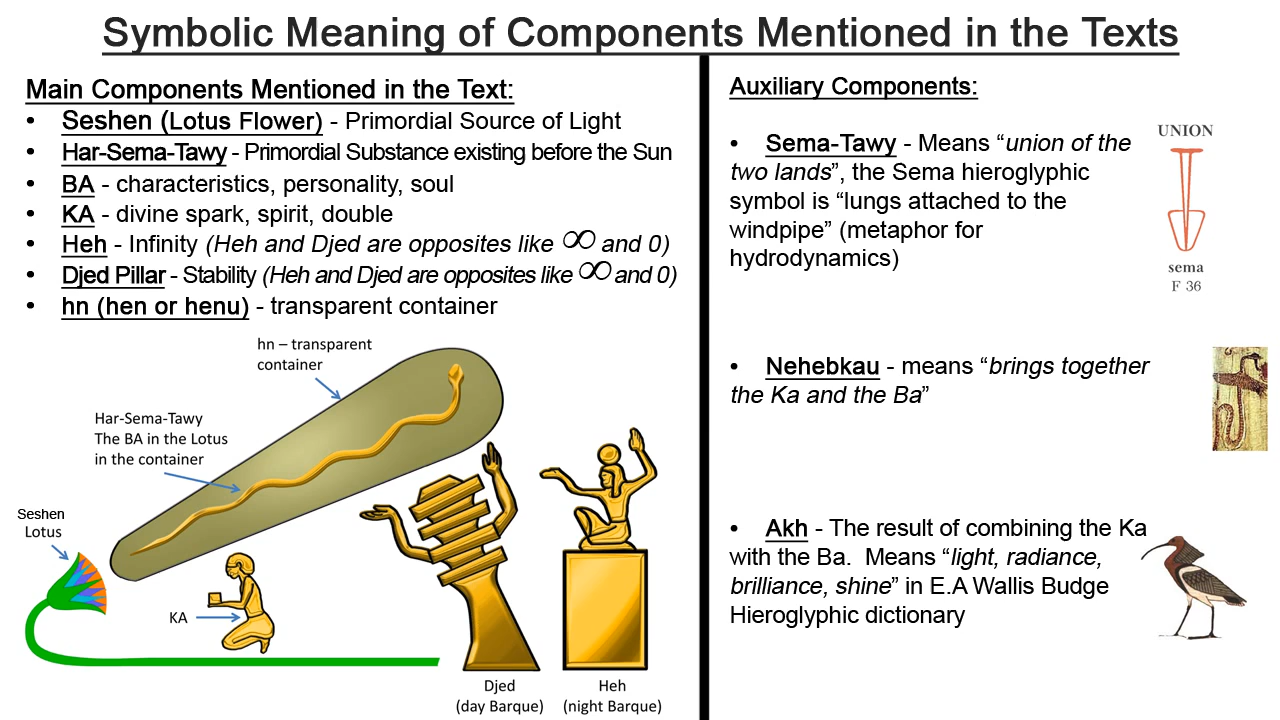 Symbolic Meaning of Components Mentioned in the Texts
Main Components Mentioned in the Text:
• Seshen (Lotus Flower) - Primordial Source of Light
• Har-Sema-Tawy - Primordial Substance existing before the Sun
• BA - characteristics, personality, soul
• KA - divine spark, spirit, double
• Heh - Infinity (Heh and Djed are opposites like ∞ and 0)
• Djed Pillar - Stability (Heh and Djed are opposites like ∞ and 0)
• hn (hen or henu) - transparent container
hn – transparent
container
Har-Sema-Tawy
The BA in the Lotus
in the container
Seshen
Lotus
KA
Djed
(day Barque)
Heh
(night Barque)
Auxiliary Components:
• Sema-Tawy - Means “union of the
two lands”, the Sema hieroglyphic
symbol is “lungs attached to the
windpipe” (metaphor for
hydrodynamics)
UNION
sema
F 36
• Nehebkau - means “brings together
the Ka and the Ba”
• Akh - The result of combining the Ka
with the Ba. Means “light, radiance,
brilliance, shine” in E.A Wallis Budge
Hieroglyphic dictionary